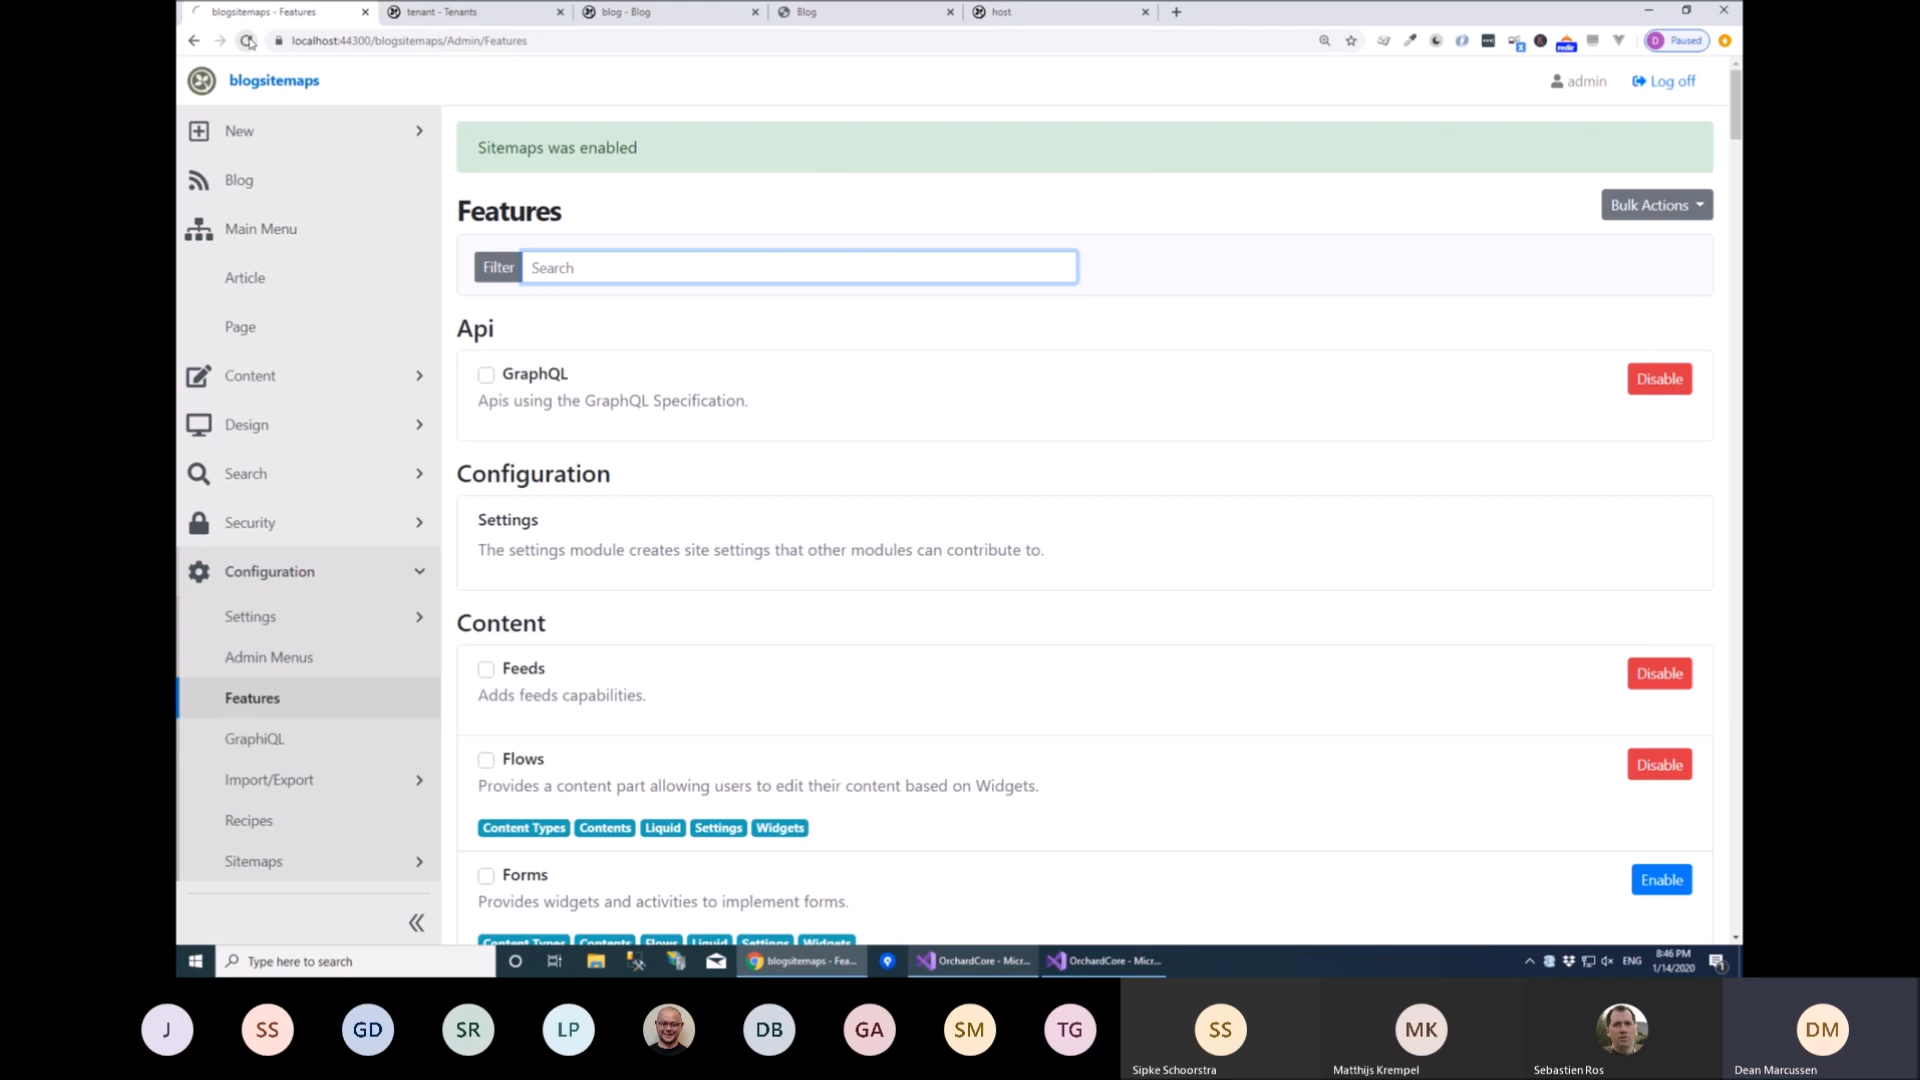 blogsitemaps - Features
tenant - Tenants
blog - Blog
Blog
host
localhost:44300/blogsitemaps/Admin/Features
D Paused
blogsitemaps
admin
Log off
New
Blog
Main Menu
Article
Page
Content
Design
Search
Security
Configuration
Settings
Admin Menus
Features
GraphiQL
Import/Export
Recipes
Sitemaps
Sitemaps was enabled
Features
Bulk Actions
Filter Search
Api
GraphQL
Disable
Apis using the GraphQL Specification.
Configuration
Settings
The settings module creates site settings that other modules can contribute to.
Content
Feeds
Disable
Adds feeds capabilities.
Flows
Disable
Provides a content part allowing users to edit their content based on Widgets.
Content Types Contents Liquid Settings Widgets
Forms
Enable
Provides widgets and activities to implement forms.
Content Types Contents Flows Liquid Settings Widgets
Type here to search
blogsitemaps - Fea...
OrchardCore - Micr...
OrchardCore - Micr...
ENG
8:46 PM
1/14/2020
J SS GD SR LP DB GA SM TG SS MK DM
Sipke Schoorstra
Matthijs Krempel
Sebastien Ros
Dean Marcussen